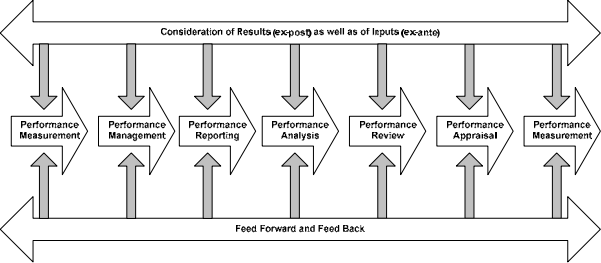 Consideration of Results (ex-post) as well as of Inputs (ex-ante)
Performance
Measurement
Performance
Management
Performance
Reporting
Performance
Analysis
Performance
Review
Performance
Appraisal
Performance
Measurement
Feed Forward and Feed Back